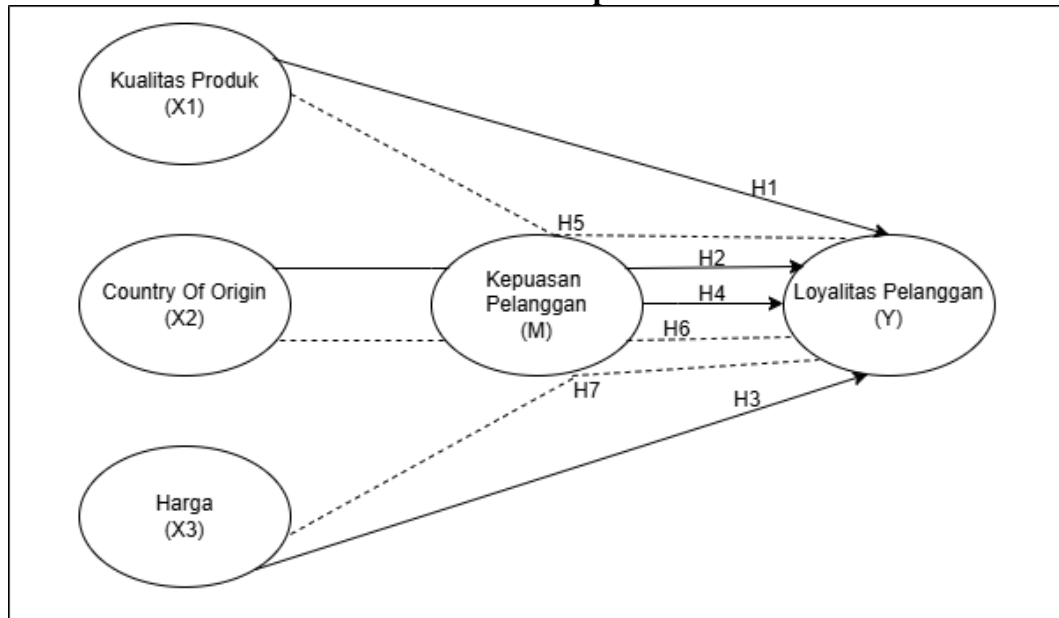 Kualitas Produk
(X1)
H1
H5
Country Of Origin
(X2)
Kepuasan
Pelanggan
(M)
H2
H4
H6
Loyalitas Pelanggan
(Y)
H7
H3
Harga
(X3)